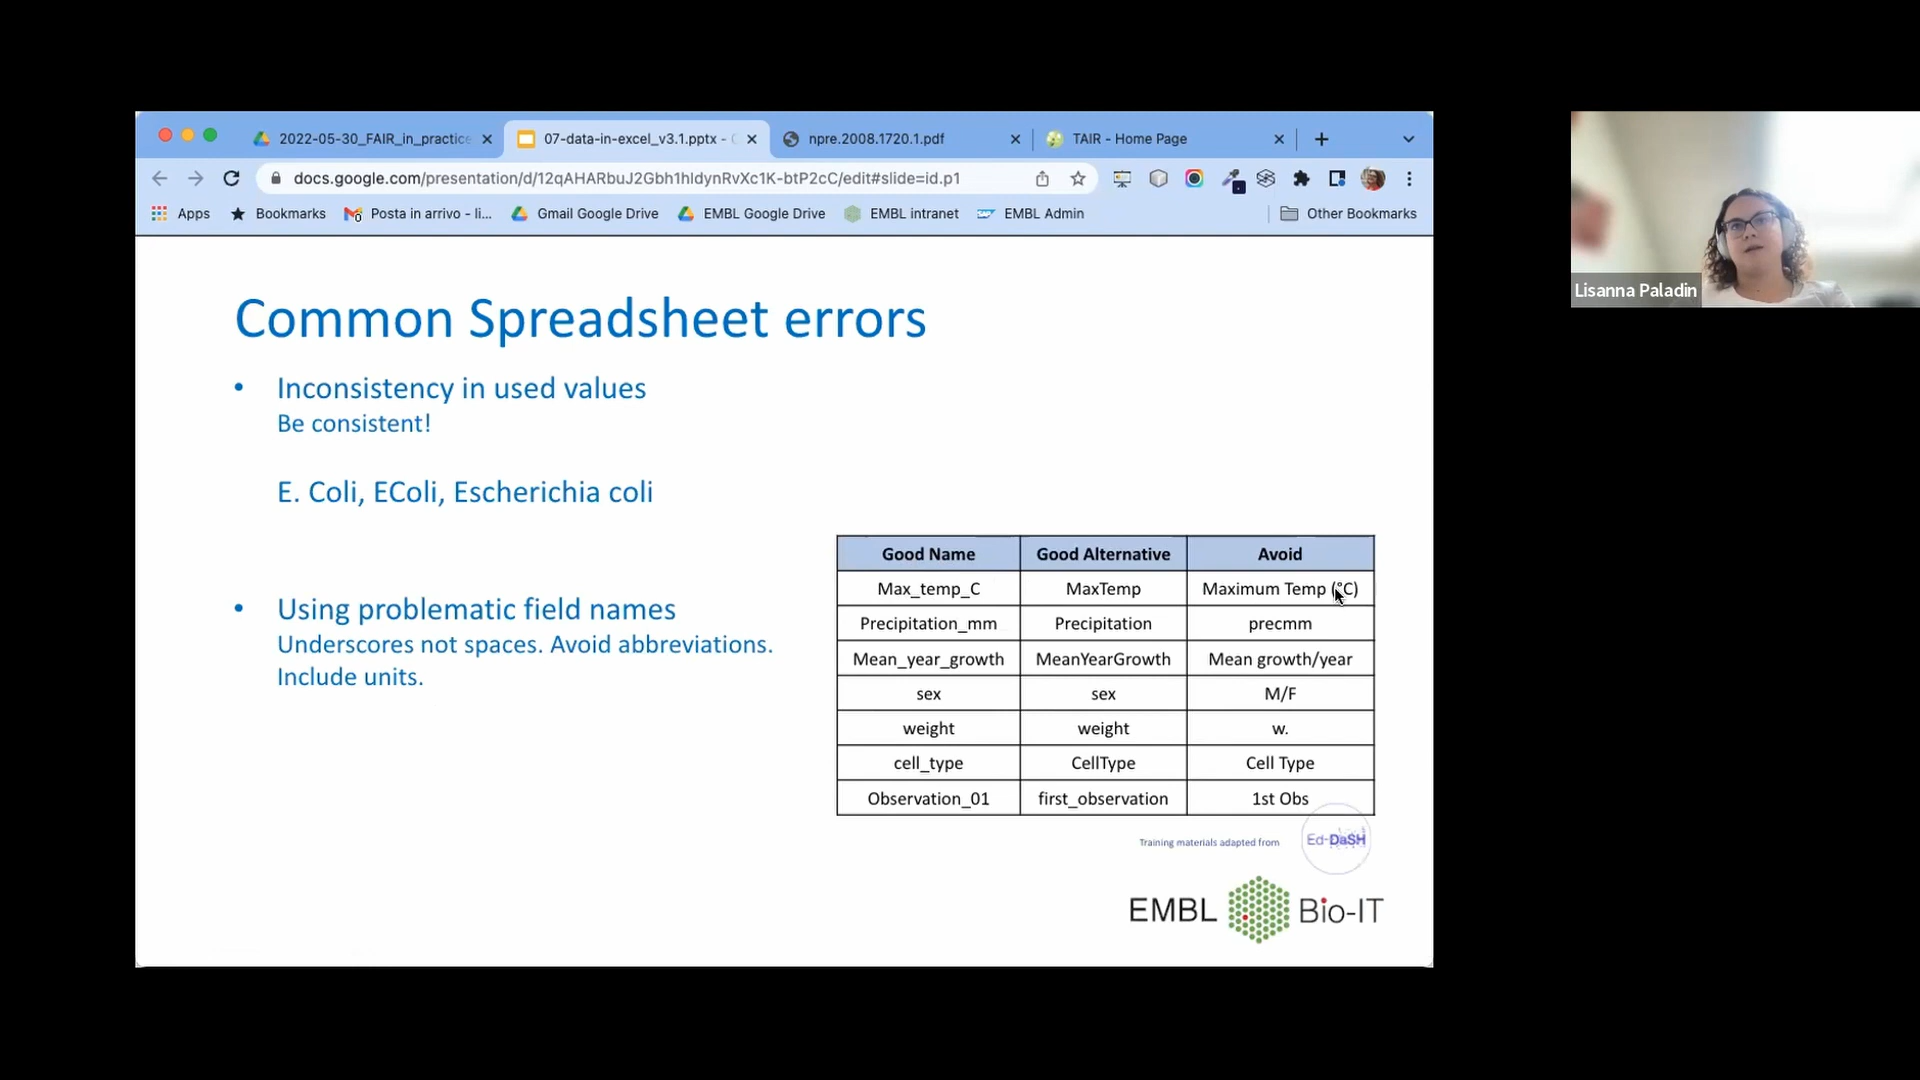 2022-05-30_FAIR_in_practice
07-data-in-excel_v3.1.pptx -
npre.2008.1720.1.pdf
TAIR - Home Page
docs.google.com/presentation/d/12qAHARbuJ2Gbh1hldynRvXc1K-btP2cC/edit#slide=id.p1
Apps
Bookmarks
Posta in arrivo - li...
Gmail Google Drive
EMBL Google Drive
EMBL intranet
EMBL Admin
Other Bookmarks
Lisanna Paladin
Common Spreadsheet errors
• Inconsistency in used values
Be consistent!
E. Coli, EColi, Escherichia coli
• Using problematic field names
Underscores not spaces. Avoid abbreviations.
Include units.
Good Name Good Alternative Avoid
Max_temp_C MaxTemp Maximum Temp (°C)
Precipitation_mm Precipitation precmm
Mean_year_growth MeanYearGrowth Mean growth/year
sex sex M/F
weight weight w.
cell_type CellType Cell Type
Observation_01 first_observation 1st Obs
Training materials adapted from
Ed-DaSH
EMBL Bio-IT